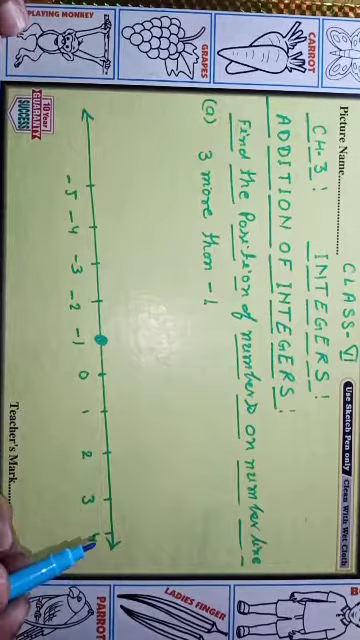 PLAYING MONKEY
GRAPES
CARROT
10 Year
GUARANTY
SUCCESS
Picture Name
Use Sketch Pen only
Clean With Wet Cloth
CLASS-VI
CH-3: INTEGERS:
ADDITION OF INTEGERS:
Find the Position of numbers on number line
(a) 3 more than -1
-5 -4 -3 -2 -1 0 1 2 3 4
Teacher's Mark
PARROT
LADIES FINGER